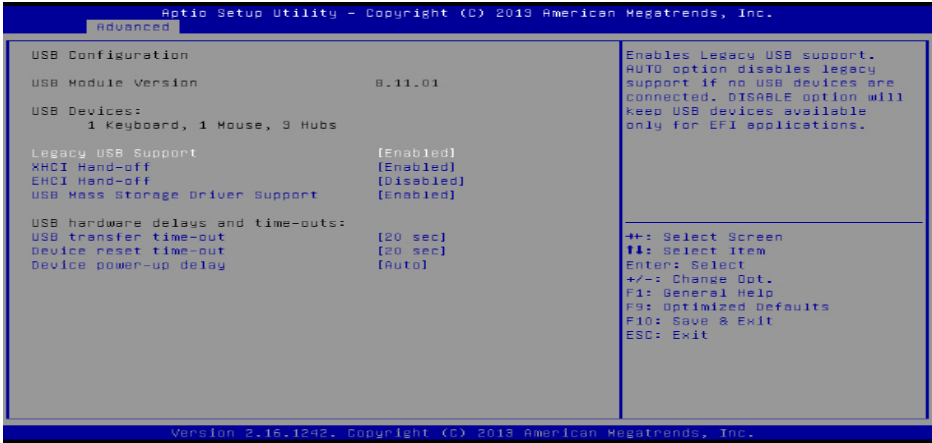 Aptio Setup Utility – Copyright (C) 2013 American Megatrends, Inc.
Advanced
USB Configuration
USB Module Version 8.11.01
USB Devices:
1 Keyboard, 1 Mouse, 3 Hubs
Legacy USB Support [Enabled]
XHCI Hand-off [Enabled]
EHCI Hand-off [Disabled]
USB Mass Storage Driver Support [Enabled]
USB hardware delays and time-outs:
USB transfer time-out [20 sec]
Device reset time-out [20 sec]
Device power-up delay [Auto]
Enables Legacy USB support.
AUTO option disables legacy
support if no USB devices are
connected. DISABLE option will
keep USB devices available
only for EFI applications.
→←: Select Screen
↑↓: Select Item
Enter: Select
+/-: Change Opt.
F1: General Help
F9: Optimized Defaults
F10: Save & Exit
ESC: Exit
Version 2.16.1242. Copyright (C) 2013 American Megatrends, Inc.